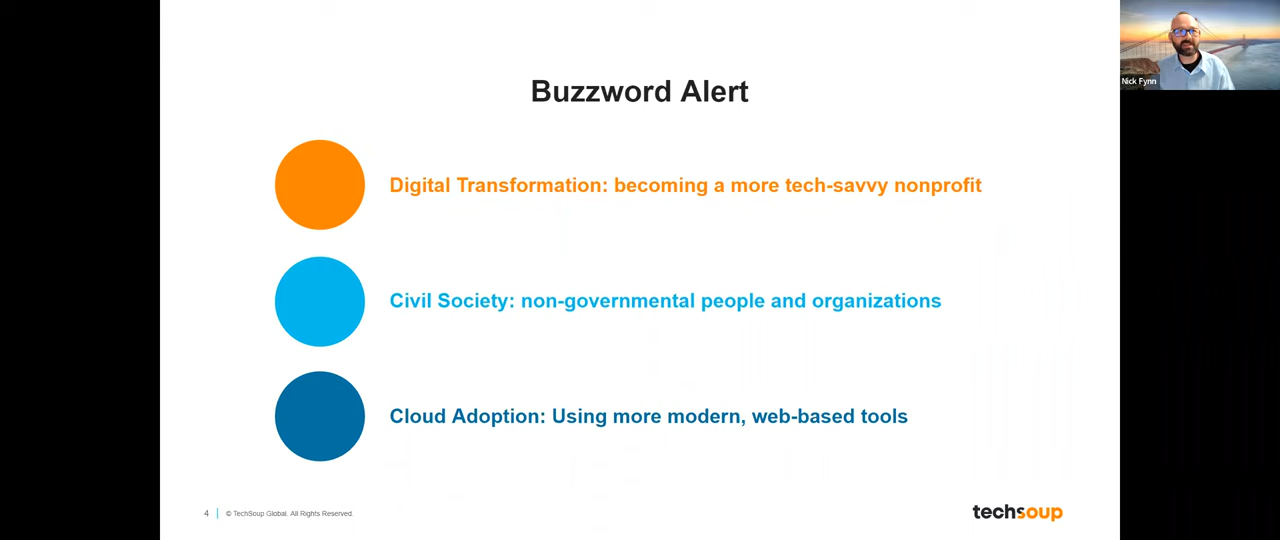 Buzzword Alert
Nick Fynn
Digital Transformation: becoming a more tech-savvy nonprofit
Civil Society: non-governmental people and organizations
Cloud Adoption: Using more modern, web-based tools
4
© TechSoup Global. All Rights Reserved.
techsoup